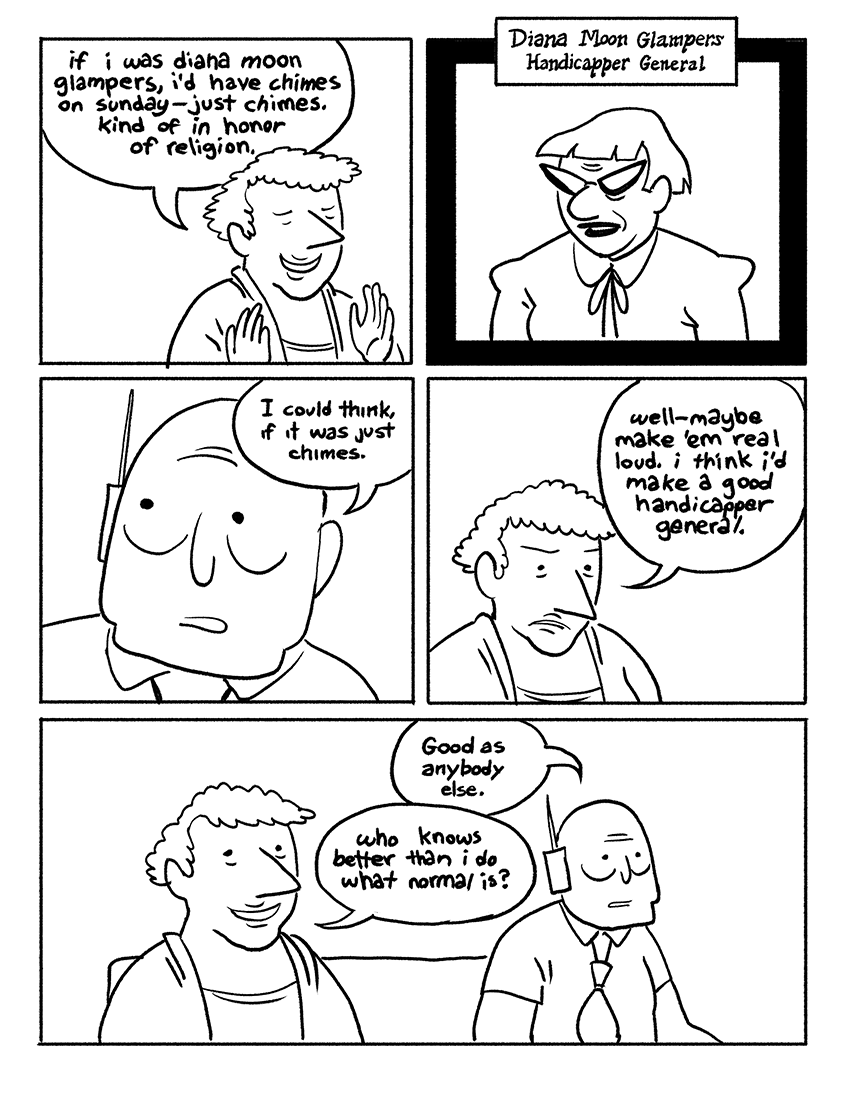 if i was diana moon
glampers, i'd have chimes
on sunday—just chimes.
kind of in honor
of religion.
Diana Moon Glampers
Handicapper General
I could think,
if it was just
chimes.
well—maybe
make 'em real
loud. i think i'd
make a good
handicapper
general.
Good as
anybody
else.
who knows
better than i do
what normal is?